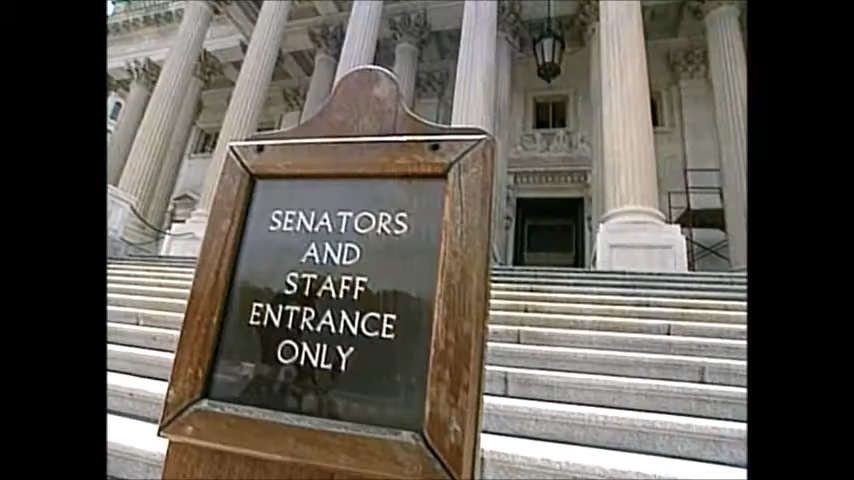 SENATORS
AND
STAFF
ENTRANCE
ONLY